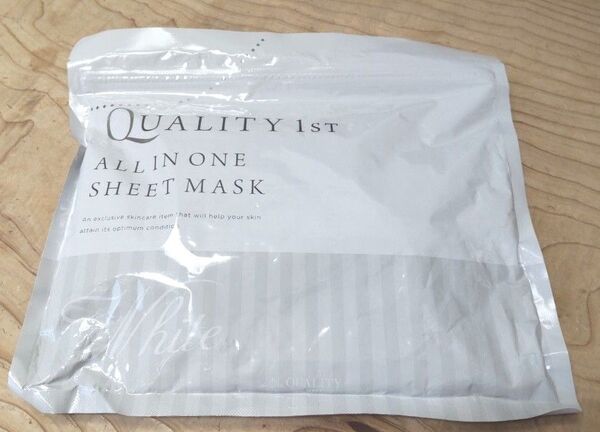 QUALITY 1ST
ALL IN ONE
SHEET MASK
An exclusive skincare item that will help your skin
attain its optimum condition
White
QUALITY